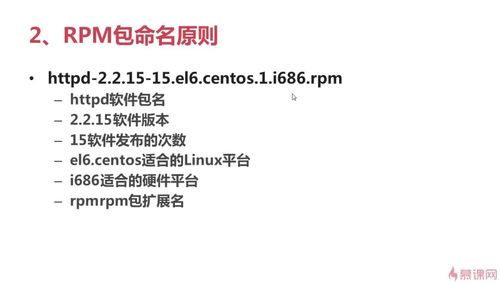 2、RPM包命名原则
• httpd-2.2.15-15.el6.centos.1.i686.rpm
– httpd软件包名
– 2.2.15软件版本
– 15软件发布的次数
– el6.centos适合的Linux平台
– i686适合的硬件平台
– rpmrpm包扩展名
慕课网